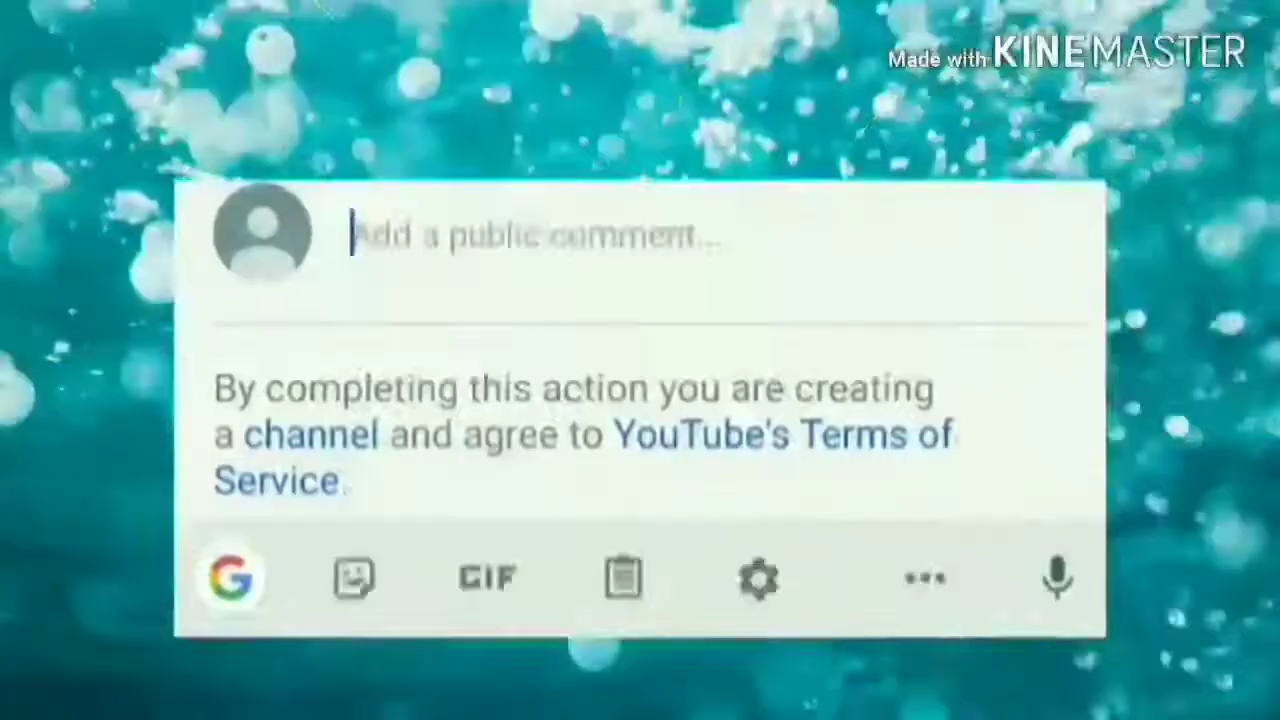 Made with KINEMASTER
Add a public comment...
By completing this action you are creating
a channel and agree to YouTube's Terms of
Service.
G
GIF